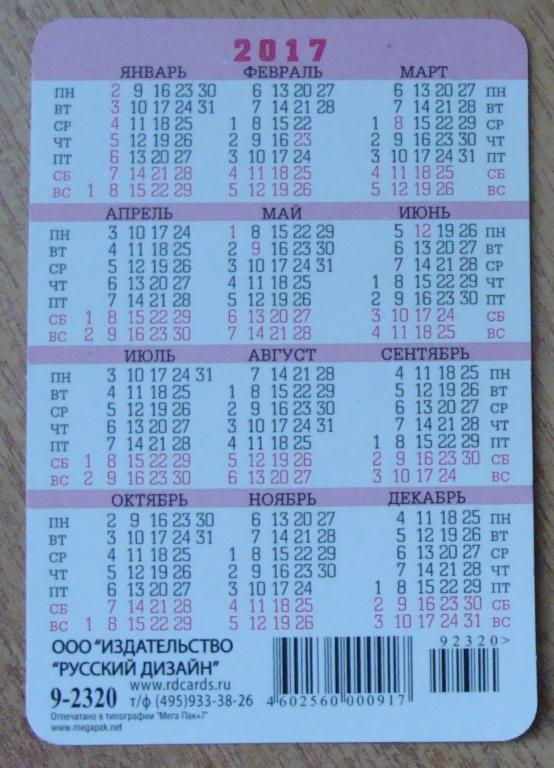 2017
ЯНВАРЬ ФЕВРАЛЬ МАРТ
ПН 2 9 16 23 30 6 13 20 27 6 13 20 27 ПН
ВТ 3 10 17 24 31 7 14 21 28 7 14 21 28 ВТ
СР 4 11 18 25 1 8 15 22 1 8 15 22 29 СР
ЧТ 5 12 19 26 2 9 16 23 2 9 16 23 30 ЧТ
ПТ 6 13 20 27 3 10 17 24 3 10 17 24 31 ПТ
СБ 7 14 21 28 4 11 18 25 4 11 18 25 СБ
ВС 1 8 15 22 29 5 12 19 26 5 12 19 26 ВС
АПРЕЛЬ МАЙ ИЮНЬ
ПН 3 10 17 24 1 8 15 22 29 5 12 19 26 ПН
ВТ 4 11 18 25 2 9 16 23 30 6 13 20 27 ВТ
СР 5 12 19 26 3 10 17 24 31 7 14 21 28 СР
ЧТ 6 13 20 27 4 11 18 25 1 8 15 22 29 ЧТ
ПТ 7 14 21 28 5 12 19 26 2 9 16 23 30 ПТ
СБ 1 8 15 22 29 6 13 20 27 3 10 17 24 СБ
ВС 2 9 16 23 30 7 14 21 28 4 11 18 25 ВС
ИЮЛЬ АВГУСТ СЕНТЯБРЬ
ПН 3 10 17 24 31 7 14 21 28 4 11 18 25 ПН
ВТ 4 11 18 25 1 8 15 22 29 5 12 19 26 ВТ
СР 5 12 19 26 2 9 16 23 30 6 13 20 27 СР
ЧТ 6 13 20 27 3 10 17 24 31 7 14 21 28 ЧТ
ПТ 7 14 21 28 4 11 18 25 1 8 15 22 29 ПТ
СБ 1 8 15 22 29 5 12 19 26 2 9 16 23 30 СБ
ВС 2 9 16 23 30 6 13 20 27 3 10 17 24 ВС
ОКТЯБРЬ НОЯБРЬ ДЕКАБРЬ
ПН 2 9 16 23 30 6 13 20 27 4 11 18 25 ПН
ВТ 3 10 17 24 31 7 14 21 28 5 12 19 26 ВТ
СР 4 11 18 25 1 8 15 22 29 6 13 20 27 СР
ЧТ 5 12 19 26 2 9 16 23 30 7 14 21 28 ЧТ
ПТ 6 13 20 27 3 10 17 24 1 8 15 22 29 ПТ
СБ 7 14 21 28 4 11 18 25 2 9 16 23 30 СБ
ВС 1 8 15 22 29 5 12 19 26 3 10 17 24 31 ВС
ООО "ИЗДАТЕЛЬСТВО
"РУССКИЙ ДИЗАЙН"
www.rdcards.ru
9-2320 т/ф (495)933-38-26
Отпечатано в типографии "Мега Пак+7"
www.megapak.net
4602560 000917
92320>